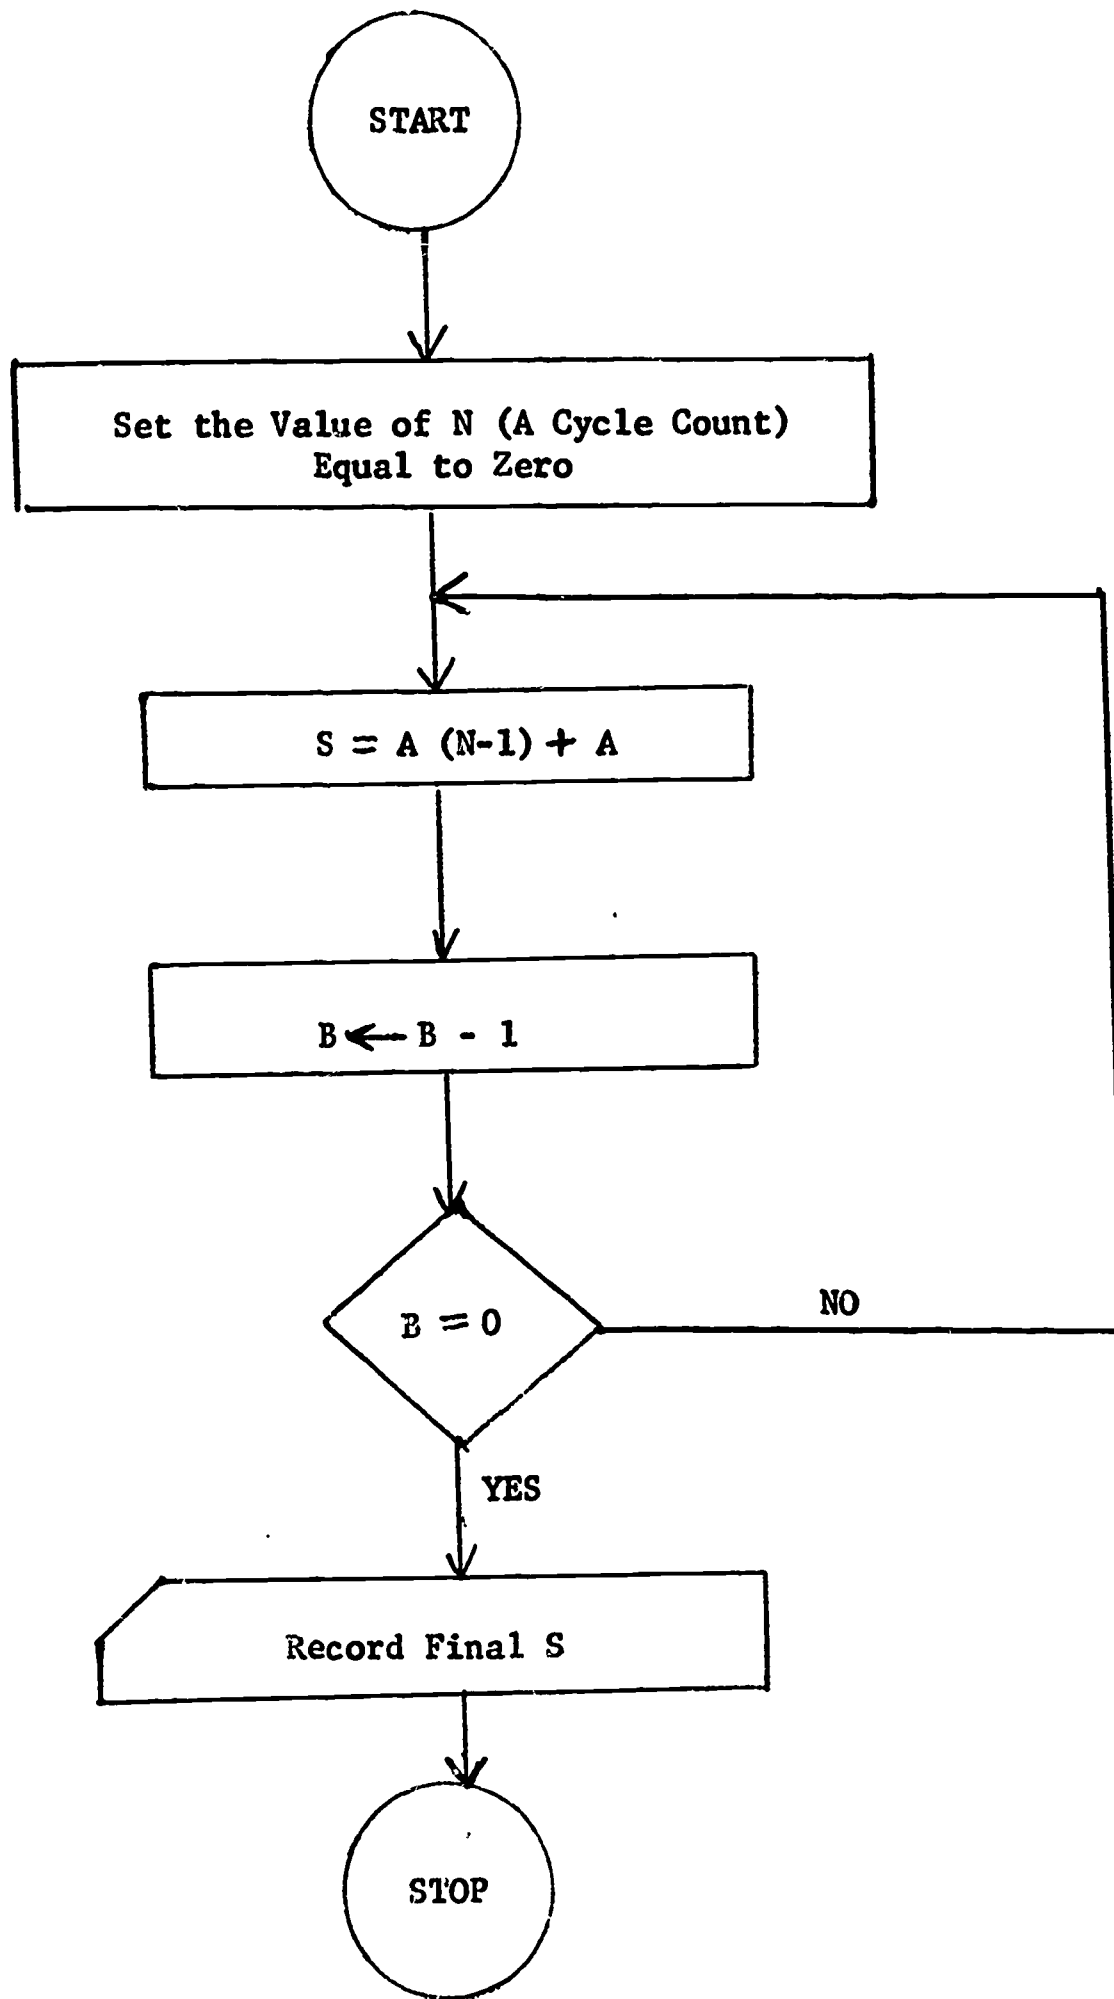 START
Set the Value of N (A Cycle Count)
Equal to Zero
S = A (N-1) + A
B ← B - 1
B = 0
NO
YES
Record Final S
STOP